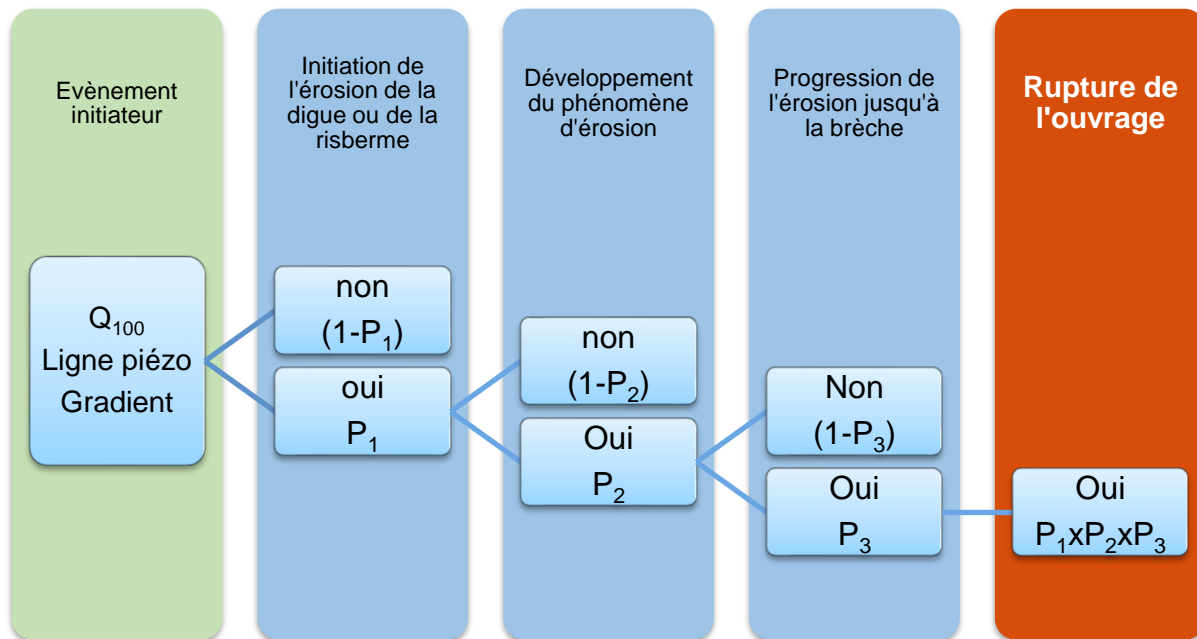 Evènement
initiateur
Initiation de
l'érosion de la
digue ou de la
risberme
Développement
du phénomène
d'érosion
Progression de
l'érosion jusqu'à
la brèche
Rupture de
l'ouvrage
Q₁₀₀
Ligne piézo
Gradient
non
(1-P₁)
oui
P₁
non
(1-P₂)
Oui
P₂
Non
(1-P₃)
Oui
P₃
Oui
P₁xP₂xP₃